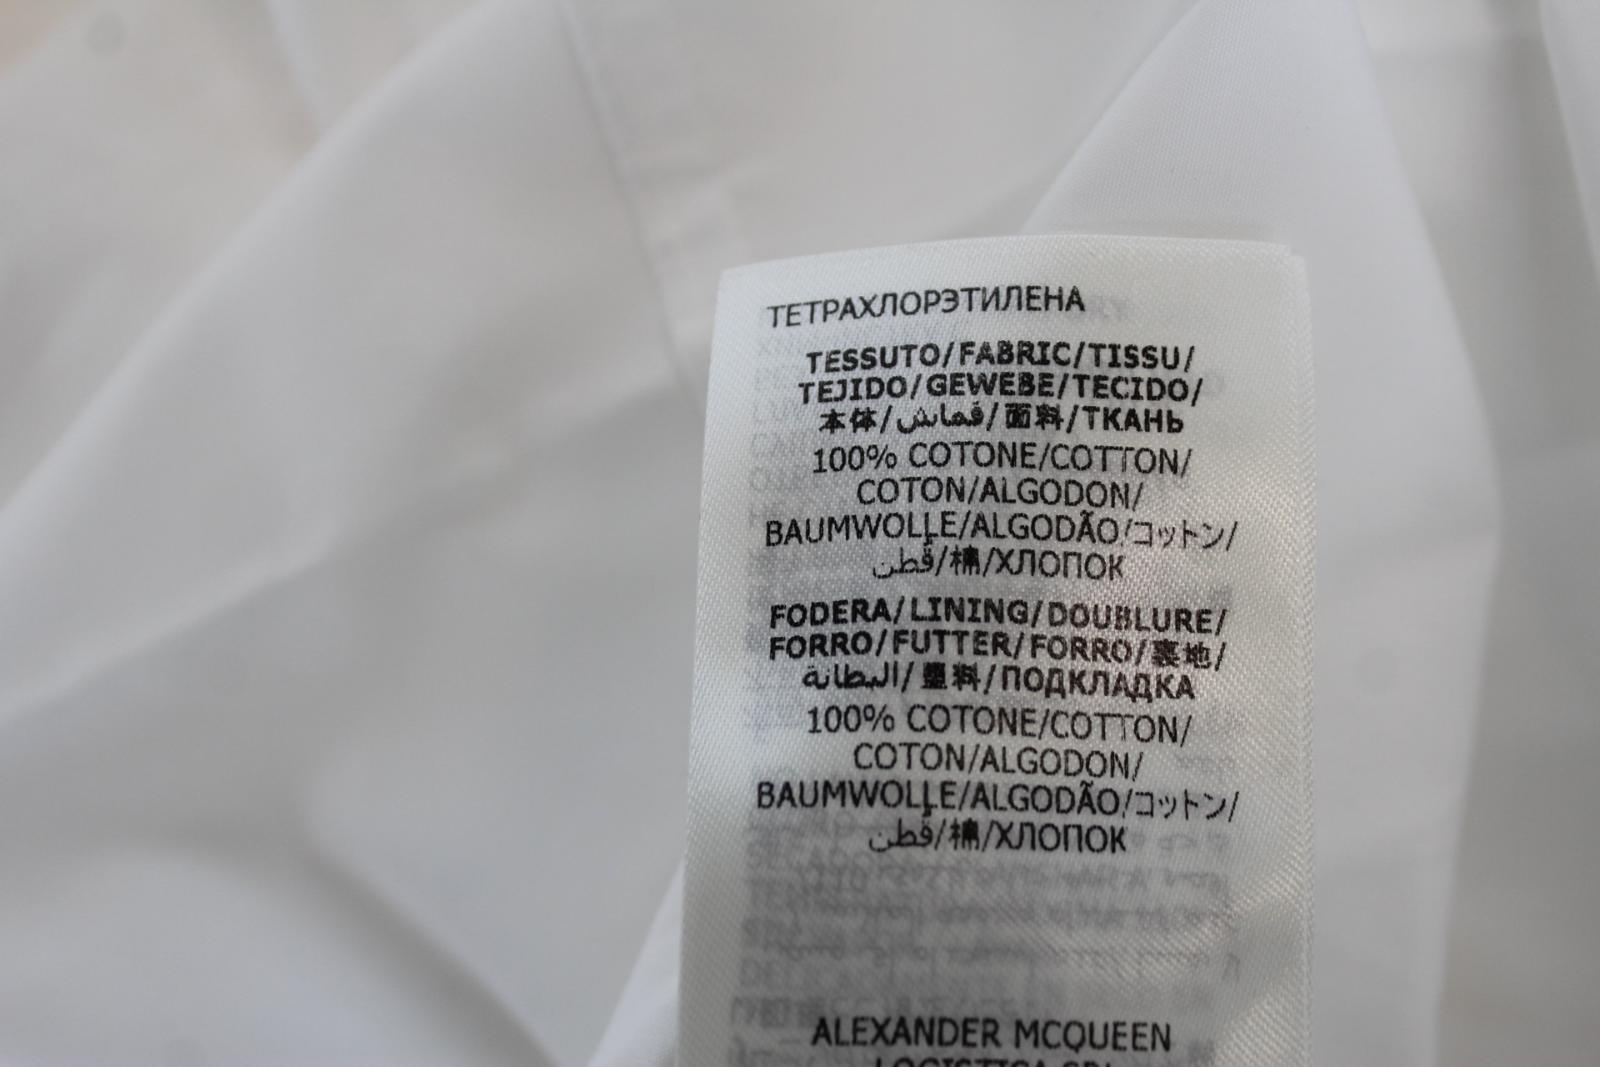 ТЕТРАХЛОРЭТИЛЕНА
TESSUTO/FABRIC/TISSU/
TEJIDO/GEWEBE/TECIDO/
本体/قماش/面料/ТКАНЬ
100% COTONE/COTTON/
COTON/ALGODON/
BAUMWOLLE/ALGODÃO/コットン/
قطن/棉/ХЛОПОК
FODERA/LINING/DOUBLURE/
FORRO/FUTTER/FORRO/裏地/
البطانة/里料/ПОДКЛАДКА
100% COTONE/COTTON/
COTON/ALGODON/
BAUMWOLLE/ALGODÃO/コットン/
قطن/棉/ХЛОПОК
ALEXANDER MCQUEEN
LOGISTICA SRL